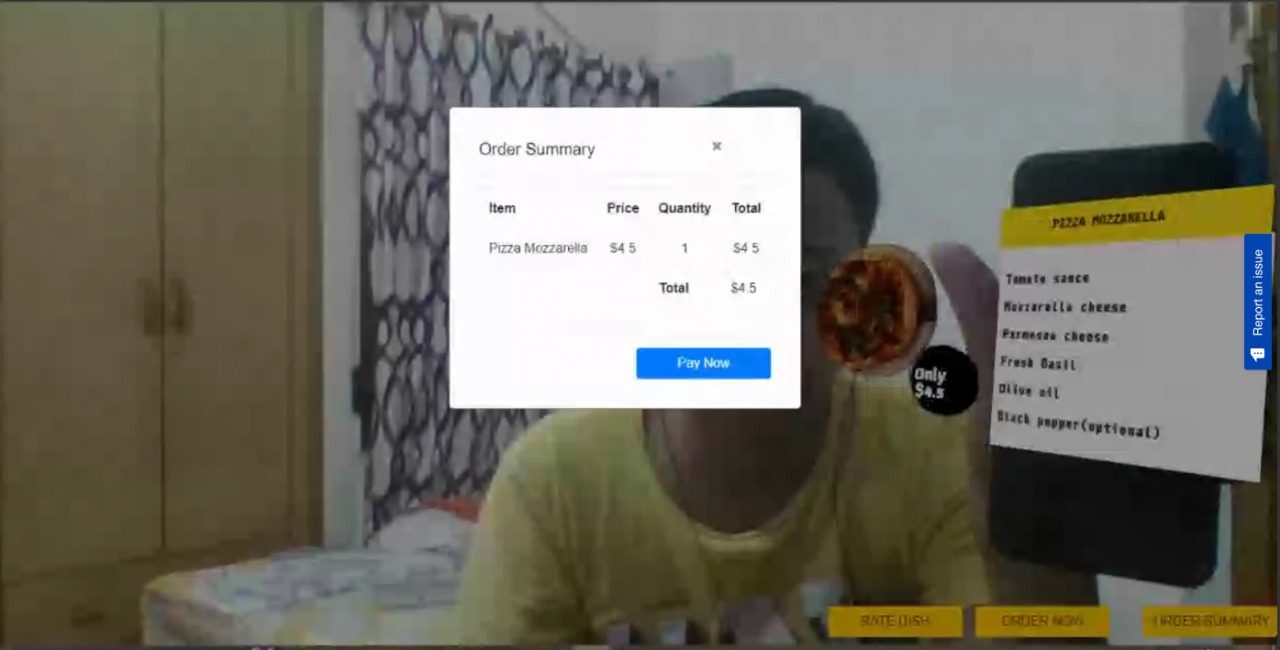 Order Summary ×
Item Price Quantity Total
Pizza Mozzarella $4.5 1 $4.5
Total $4.5
Pay Now
Only
$4.5
PIZZA MOZZARELLA
Tomato sauce
Mozzarella cheese
Parmesan cheese
Fresh Basil
Olive oil
Black pepper(optional)
Report an issue
RATE DISH
ORDER NOW
ORDER SUMMARY